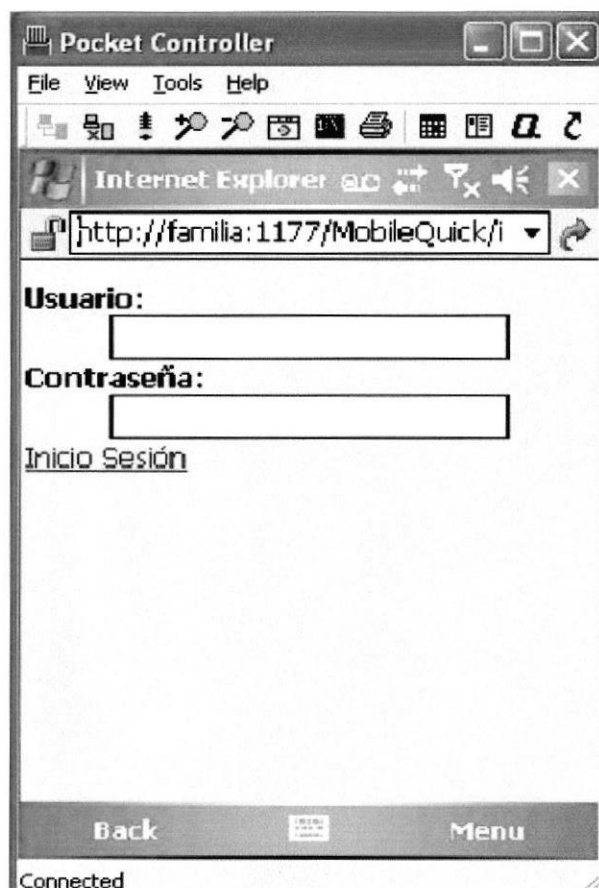 Pocket Controller
File View Tools Help
Internet Explorer
http://familia:1177/MobileQuick/i
Usuario:
Contraseña:
Inicio Sesión
Back Menu
Connected